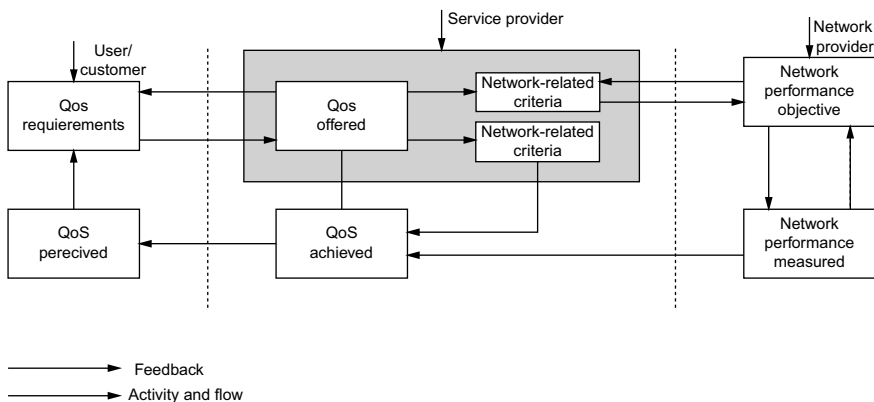 Service provider
User/
customer
Network
provider
Qos
requierements
Qos
offered
Network-related
criteria
Network-related
criteria
Network
performance
objective
QoS
perecived
QoS
achieved
Network
performance
measured
Feedback
Activity and flow